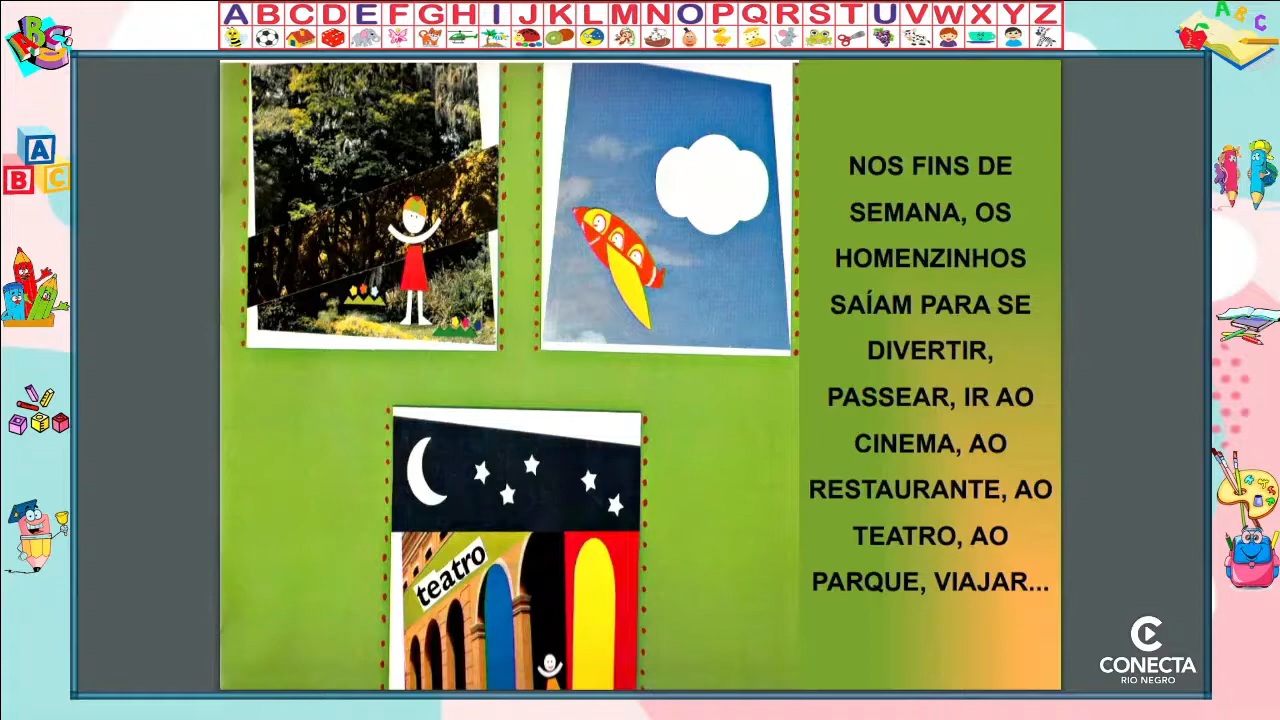 A B C D E F G H I J K L M N O P Q R S T U V W X Y Z
ABC
A
B C
A B C
teatro
NOS FINS DE
SEMANA, OS
HOMENZINHOS
SAÍAM PARA SE
DIVERTIR,
PASSEAR, IR AO
CINEMA, AO
RESTAURANTE, AO
TEATRO, AO
PARQUE, VIAJAR...
CONECTA
RIO NEGRO